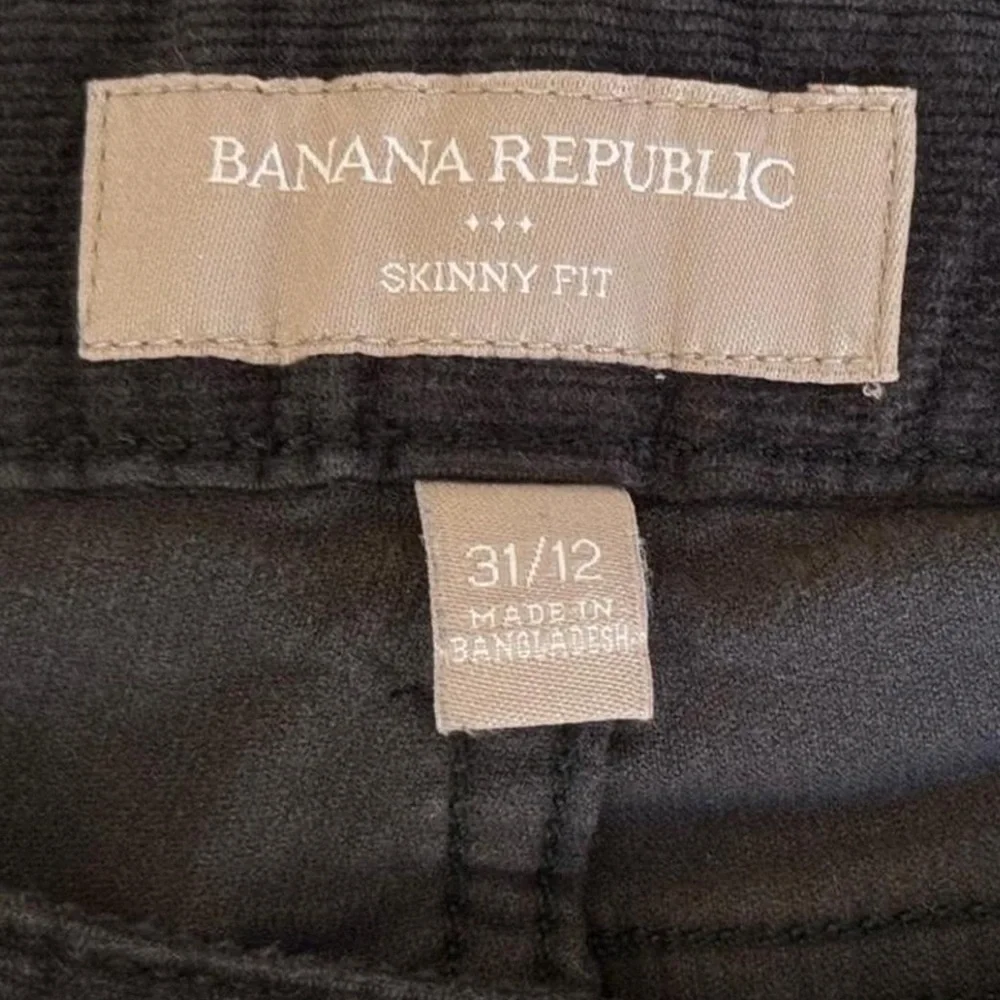 BANANA REPUBLIC
SKINNY FIT
31/12
MADE IN
BANGLADESH